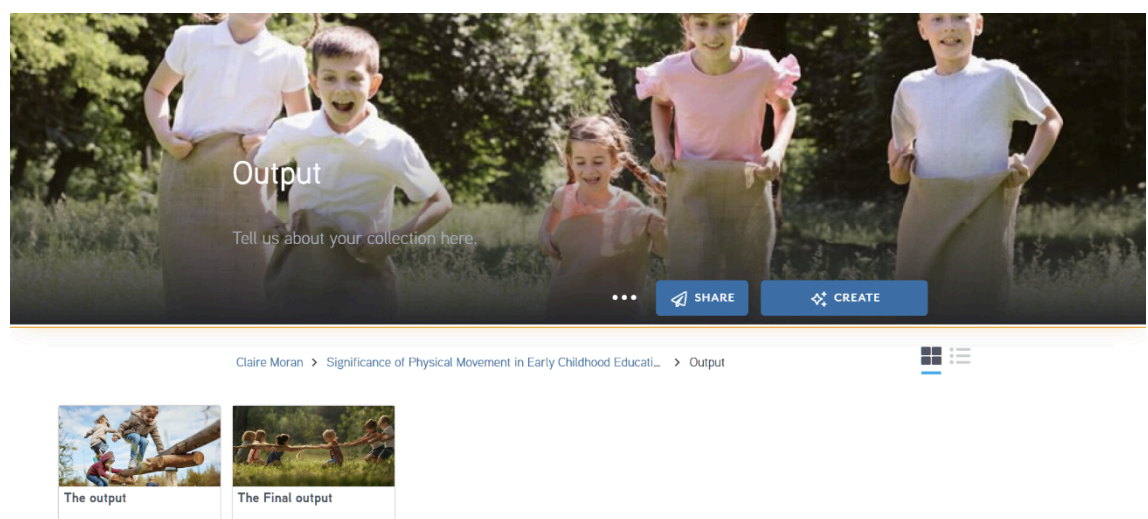 Output
Tell us about your collection here.
SHARE
CREATE
Claire Moran > Significance of Physical Movement in Early Childhood Educati... > Output
The output
The Final output